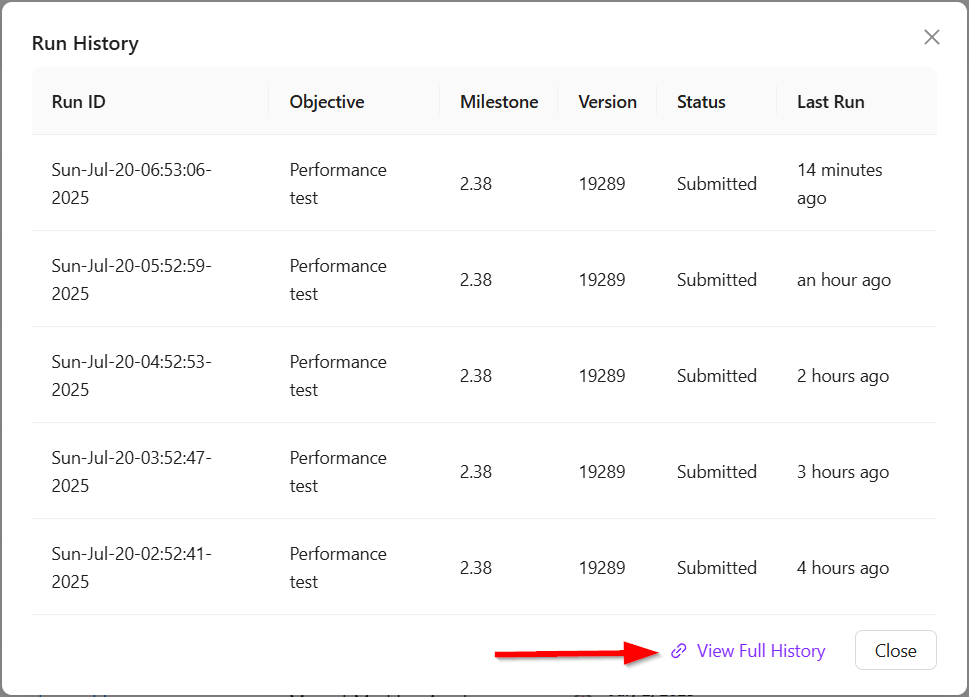 Run History
Run ID Objective Milestone Version Status Last Run
Sun-Jul-20-06:53:06-2025 Performance test 2.38 19289 Submitted 14 minutes ago
Sun-Jul-20-05:52:59-2025 Performance test 2.38 19289 Submitted an hour ago
Sun-Jul-20-04:52:53-2025 Performance test 2.38 19289 Submitted 2 hours ago
Sun-Jul-20-03:52:47-2025 Performance test 2.38 19289 Submitted 3 hours ago
Sun-Jul-20-02:52:41-2025 Performance test 2.38 19289 Submitted 4 hours ago
View Full History Close